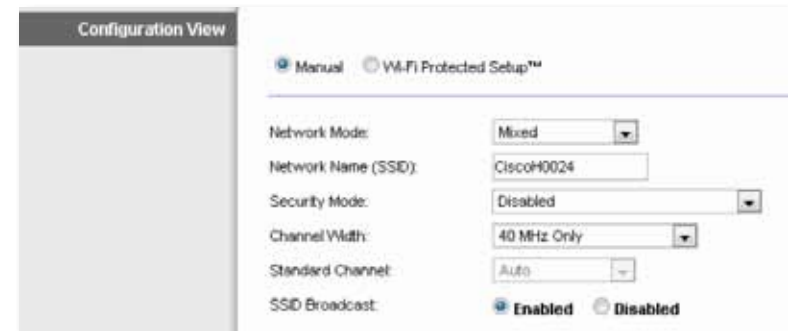 Configuration View
Manual Wi-Fi Protected Setup™
Network Mode: Mixed
Network Name (SSID): CiscoH0024
Security Mode: Disabled
Channel Width: 40 MHz Only
Standard Channel: Auto
SSID Broadcast: Enabled Disabled